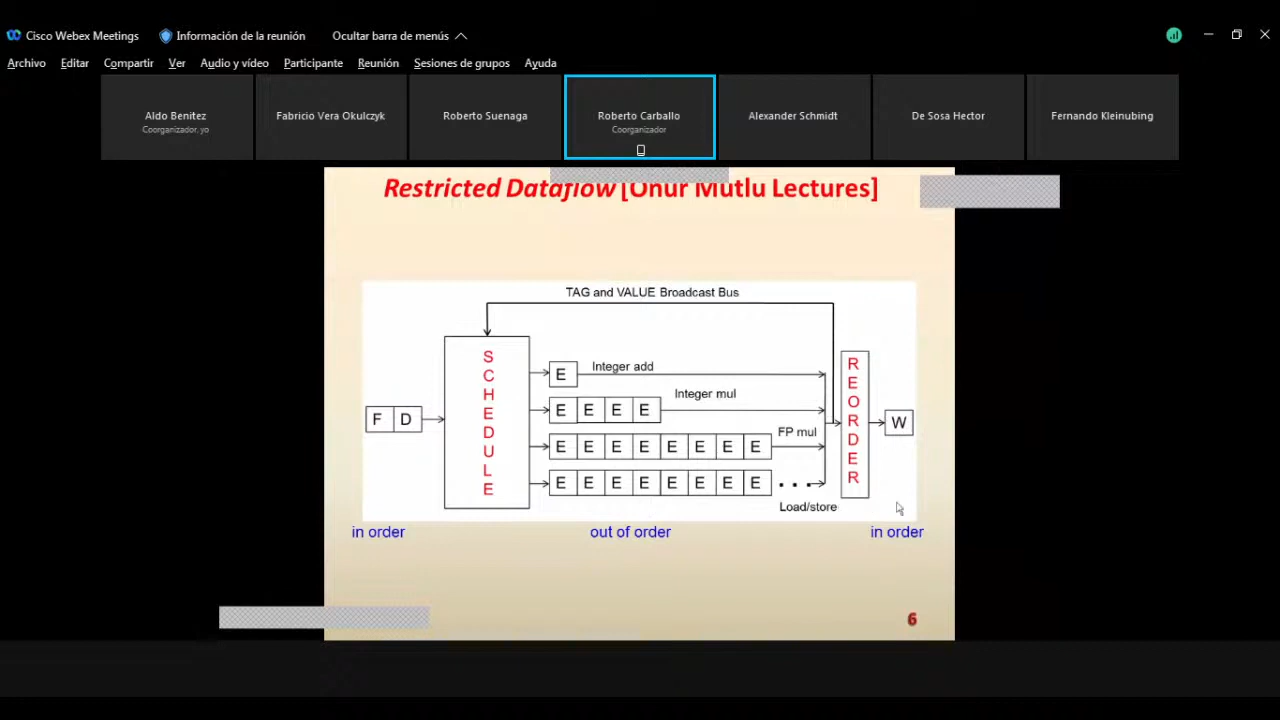 Cisco Webex Meetings Información de la reunión Ocultar barra de menús
Archivo Editar Compartir Ver Audio y vídeo Participante Reunión Sesiones de grupos Ayuda
Aldo Benitez
Coorganizador, yo
Fabricio Vera Okulczyk
Roberto Suenaga
Roberto Carballo
Coorganizador
Alexander Schmidt
De Sosa Hector
Fernando Kleinubing
Restricted Dataflow [Onur Mutlu Lectures]
TAG and VALUE Broadcast Bus
F D
SCHEDULE
E Integer add
E E E E Integer mul
E E E E E E E E FP mul
E E E E E E E E . . .
Load/store
REORDER
W
in order out of order in order
6